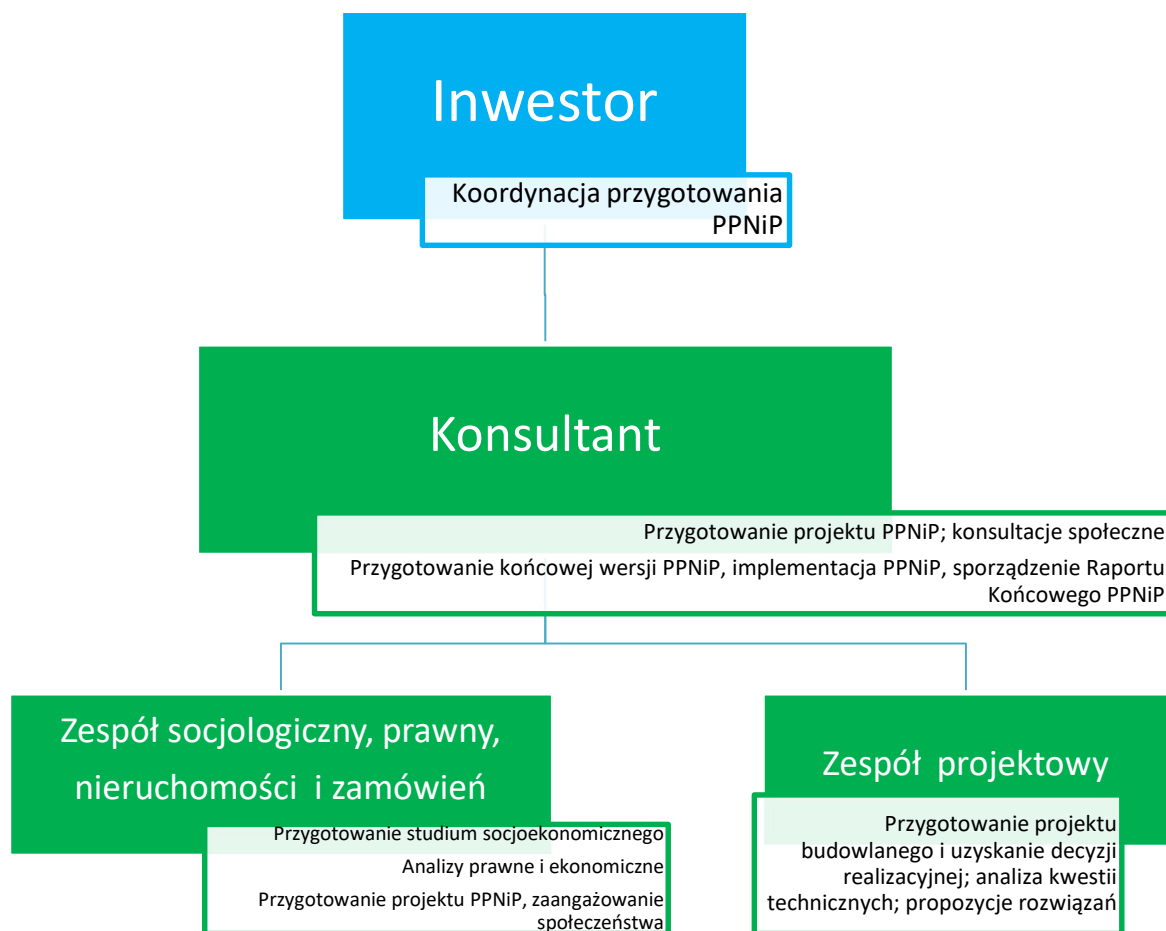 Inwestor
Koordynacja przygotowania
PPNiP
Konsultant
Przygotowanie projektu PPNiP; konsultacje społeczne
Przygotowanie końcowej wersji PPNiP, implementacja PPNiP, sporządzenie Raportu
Końcowego PPNiP
Zespół socjologiczny, prawny,
nieruchomości i zamówień
Przygotowanie studium socjoekonomicznego
Analizy prawne i ekonomiczne
Przygotowanie projektu PPNiP, zaangażowanie
społeczeństwa
Zespół projektowy
Przygotowanie projektu
budowlanego i uzyskanie decyzji
realizacyjnej; analiza kwestii
technicznych; propozycje rozwiązań